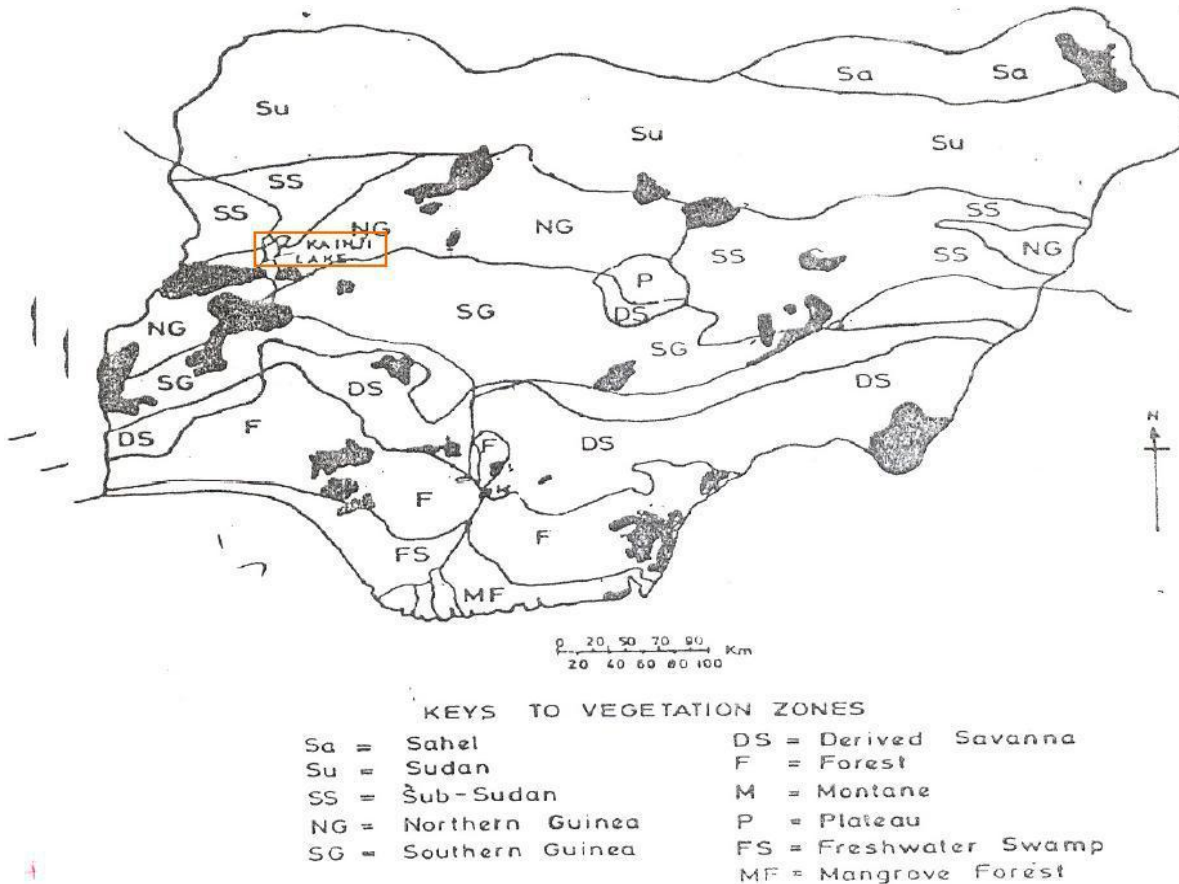 Sa Sa
Su
Su Su
SS
SS
SS
NG NG
KAINJI
LAKE
SS SS NG
P
DS
NG
SG
SG
SG
DS
DS
F
DS
DS
F
F
F
FS
MF
N
0 20 50 70 90
Km
20 40 60 80 100
KEYS TO VEGETATION ZONES
Sa = Sahel
Su = Sudan
SS = Sub-Sudan
NG = Northern Guinea
SG = Southern Guinea
DS = Derived Savanna
F = Forest
M = Montane
P = Plateau
FS = Freshwater Swamp
MF = Mangrove Forest